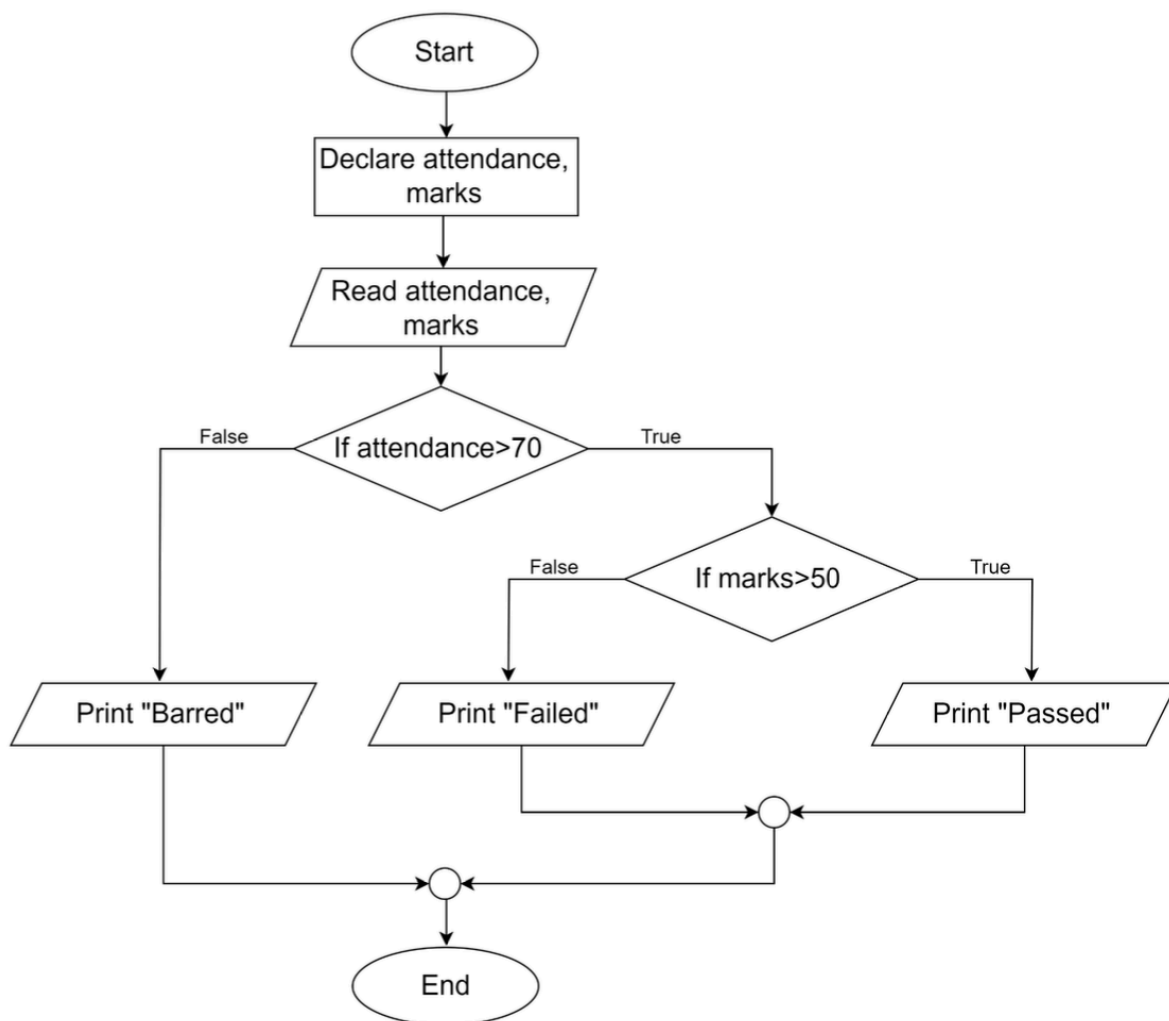 Start
Declare attendance,
marks
Read attendance,
marks
False
If attendance>70
True
False
If marks>50
True
Print "Barred"
Print "Failed"
Print "Passed"
End